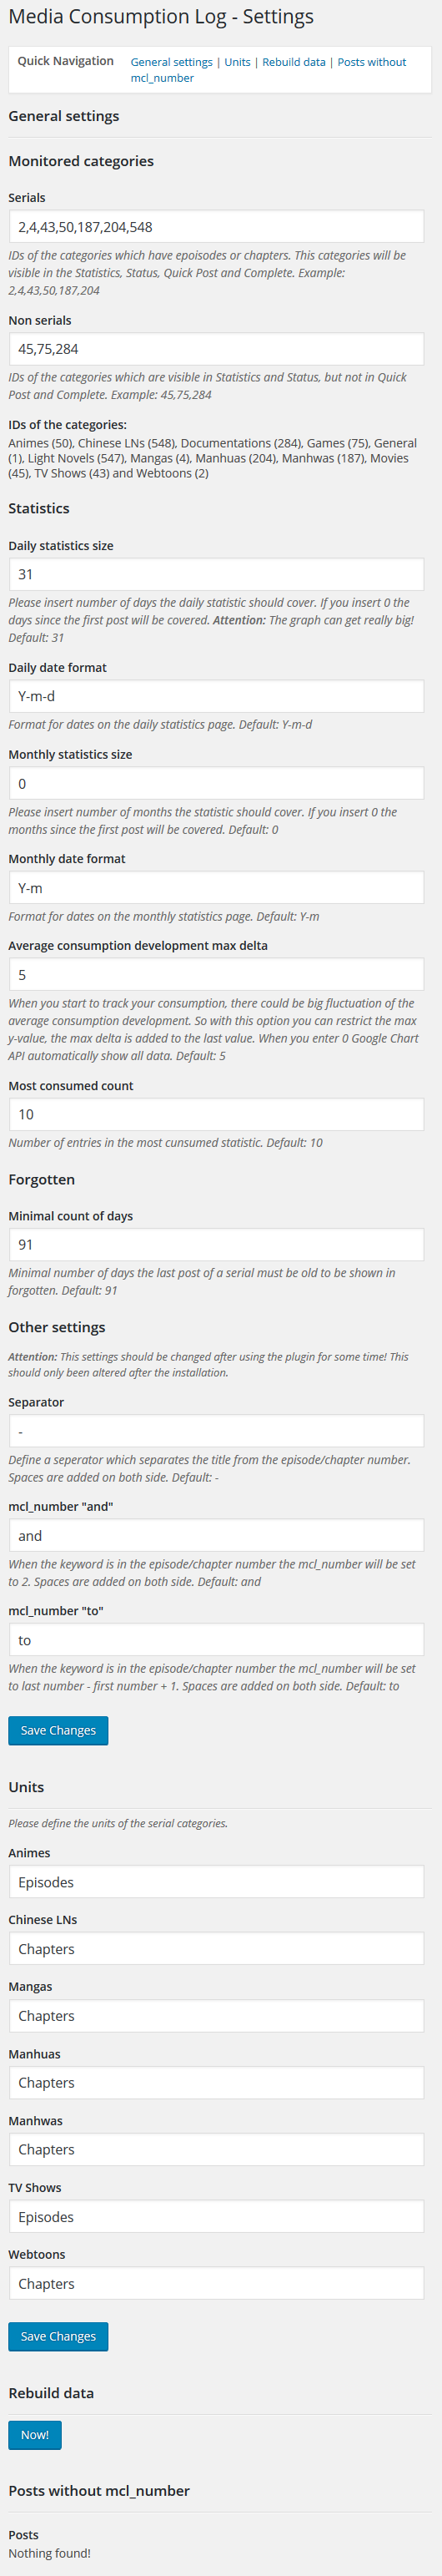 Media Consumption Log - Settings
Quick Navigation
General settings | Units | Rebuild data | Posts without
mcl_number
General settings
Monitored categories
Serials
2,4,43,50,187,204,548
IDs of the categories which have epoisodes or chapters. This categories will be
visible in the Statistics, Status, Quick Post and Complete. Example:
2,4,43,50,187,204
Non serials
45,75,284
IDs of the categories which are visible in Statistics and Status, but not in Quick
Post and Complete. Example: 45,75,284
IDs of the categories:
Animes (50), Chinese LNs (548), Documentations (284), Games (75), General
(1), Light Novels (547), Mangas (4), Manhuas (204), Manhwas (187), Movies
(45), TV Shows (43) and Webtoons (2)
Statistics
Daily statistics size
31
Please insert number of days the daily statistic should cover. If you insert 0 the
days since the first post will be covered. Attention: The graph can get really big!
Default: 31
Daily date format
Y-m-d
Format for dates on the daily statistics page. Default: Y-m-d
Monthly statistics size
0
Please insert number of months the statistic should cover. If you insert 0 the
months since the first post will be covered. Default: 0
Monthly date format
Y-m
Format for dates on the monthly statistics page. Default: Y-m
Average consumption development max delta
5
When you start to track your consumption, there could be big fluctuation of the
average consumption development. So with this option you can restrict the max
y-value, the max delta is added to the last value. When you enter 0 Google Chart
API automatically show all data. Default: 5
Most consumed count
10
Number of entries in the most cunsumed statistic. Default: 10
Forgotten
Minimal count of days
91
Minimal number of days the last post of a serial must be old to be shown in
forgotten. Default: 91
Other settings
Attention: This settings should be changed after using the plugin for some time! This
should only been altered after the installation.
Separator
-
Define a seperator which separates the title from the episode/chapter number.
Spaces are added on both side. Default: -
mcl_number "and"
and
When the keyword is in the episode/chapter number the mcl_number will be set
to 2. Spaces are added on both side. Default: and
mcl_number "to"
to
When the keyword is in the episode/chapter number the mcl_number will be set
to last number - first number + 1. Spaces are added on both side. Default: to
Save Changes
Units
Please define the units of the serial categories.
Animes
Episodes
Chinese LNs
Chapters
Mangas
Chapters
Manhuas
Chapters
Manhwas
Chapters
TV Shows
Episodes
Webtoons
Chapters
Save Changes
Rebuild data
Now!
Posts without mcl_number
Posts
Nothing found!